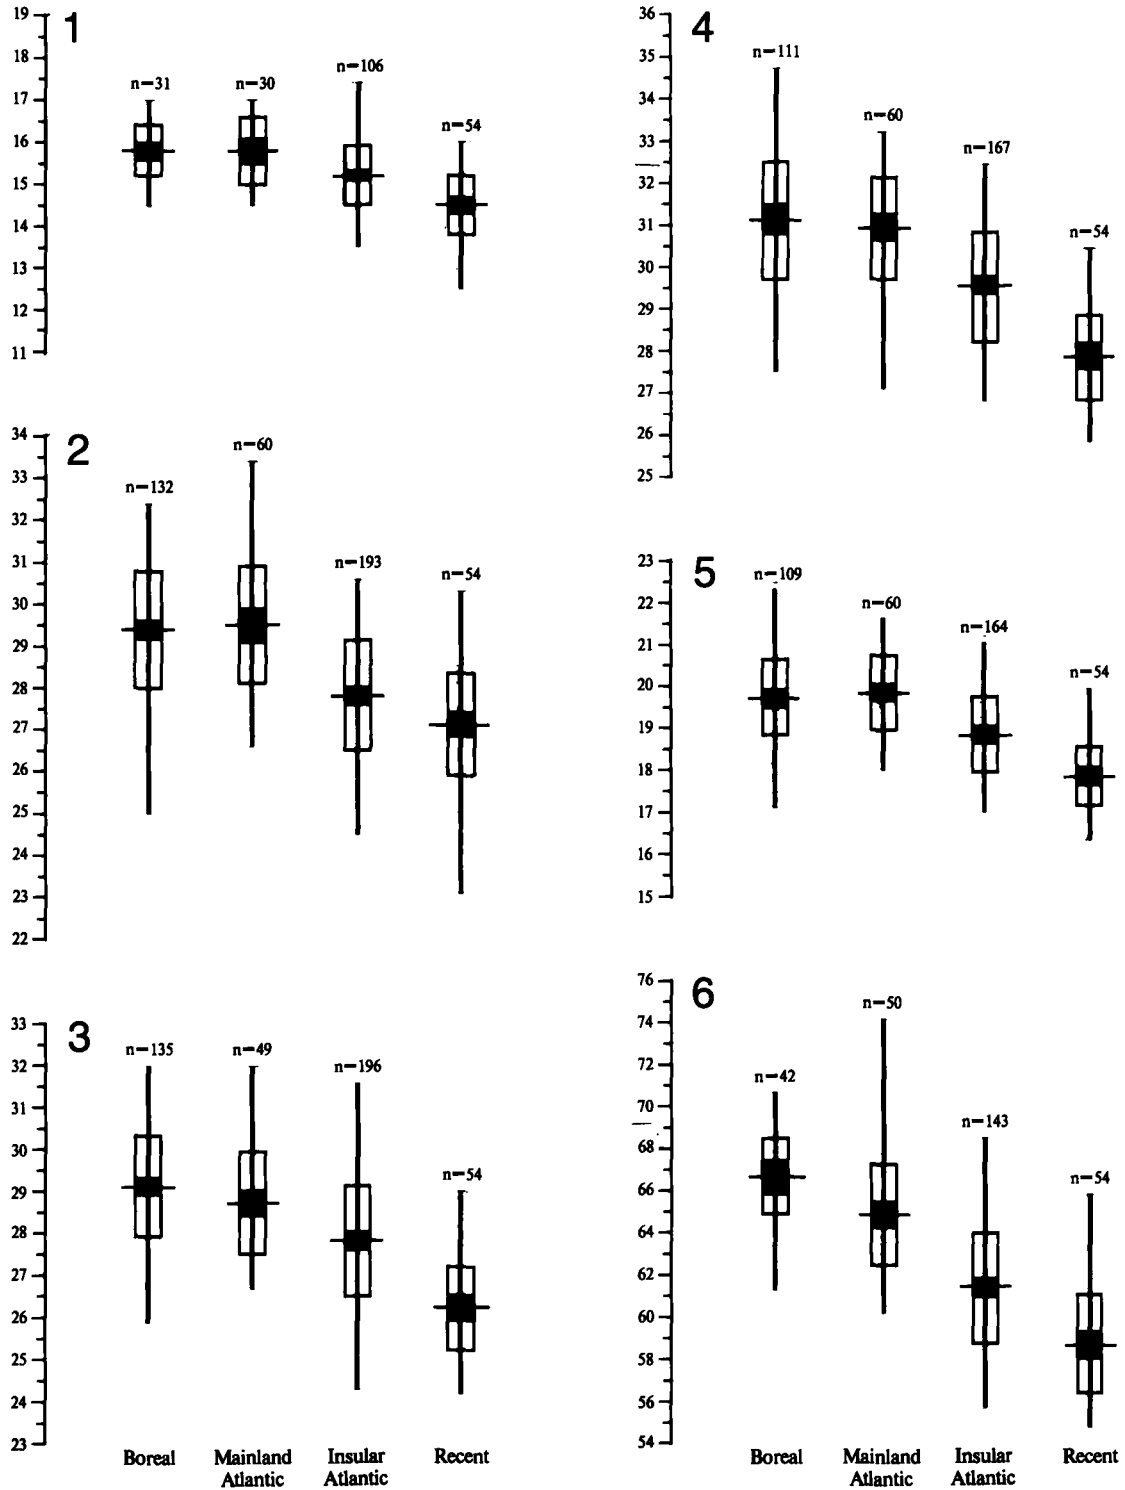 1
19
18
17
16
15
14
13
12
11
n=31
n=30
n=106
n=54
2
34
33
32
31
30
29
28
27
26
25
24
23
22
n=132
n=60
n=193
n=54
3
33
32
31
30
29
28
27
26
25
24
23
n=135
n=49
n=196
n=54
Boreal
Mainland
Atlantic
Insular
Atlantic
Recent
4
36
35
34
33
32
31
30
29
28
27
26
25
n=111
n=60
n=167
n=54
5
23
22
21
20
19
18
17
16
15
n=109
n=60
n=164
n=54
6
76
74
72
70
68
66
64
62
60
58
56
54
n=42
n=50
n=143
n=54
Boreal
Mainland
Atlantic
Insular
Atlantic
Recent